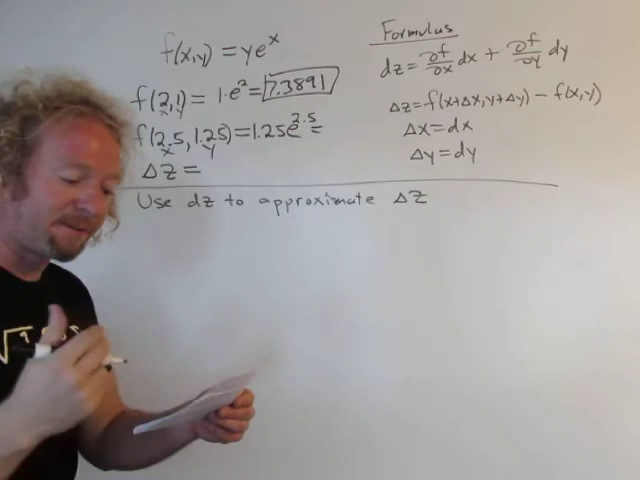 f(x,y) = ye^x
f(2,1) = 1·e^2 = 7.3891
x y
f(2.5, 1.25) = 1.25e^2.5 =
x y
Δz =
Use dz to approximate Δz
Formulas
dz = ∂f/∂x dx + ∂f/∂y dy
Δz = f(x+Δx, y+Δy) − f(x,y)
Δx = dx
Δy = dy